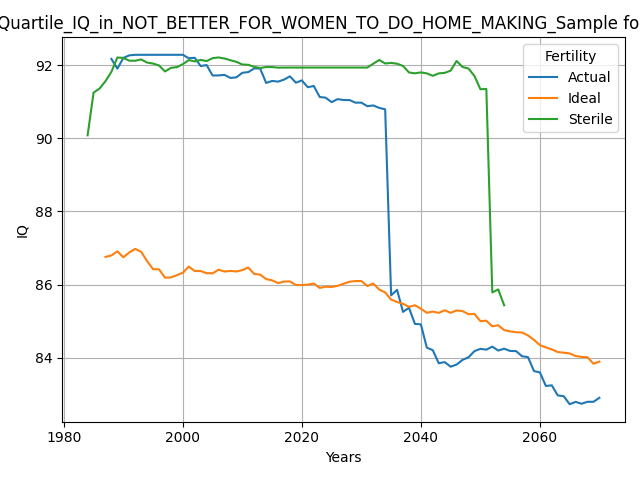 Quartile_IQ_in_NOT_BETTER_FOR_WOMEN_TO_DO_HOME_MAKING_Sample fo
Fertility
Actual
Ideal
Sterile
92
90
88
86
84
IQ
1980
2000
2020
2040
2060
Years